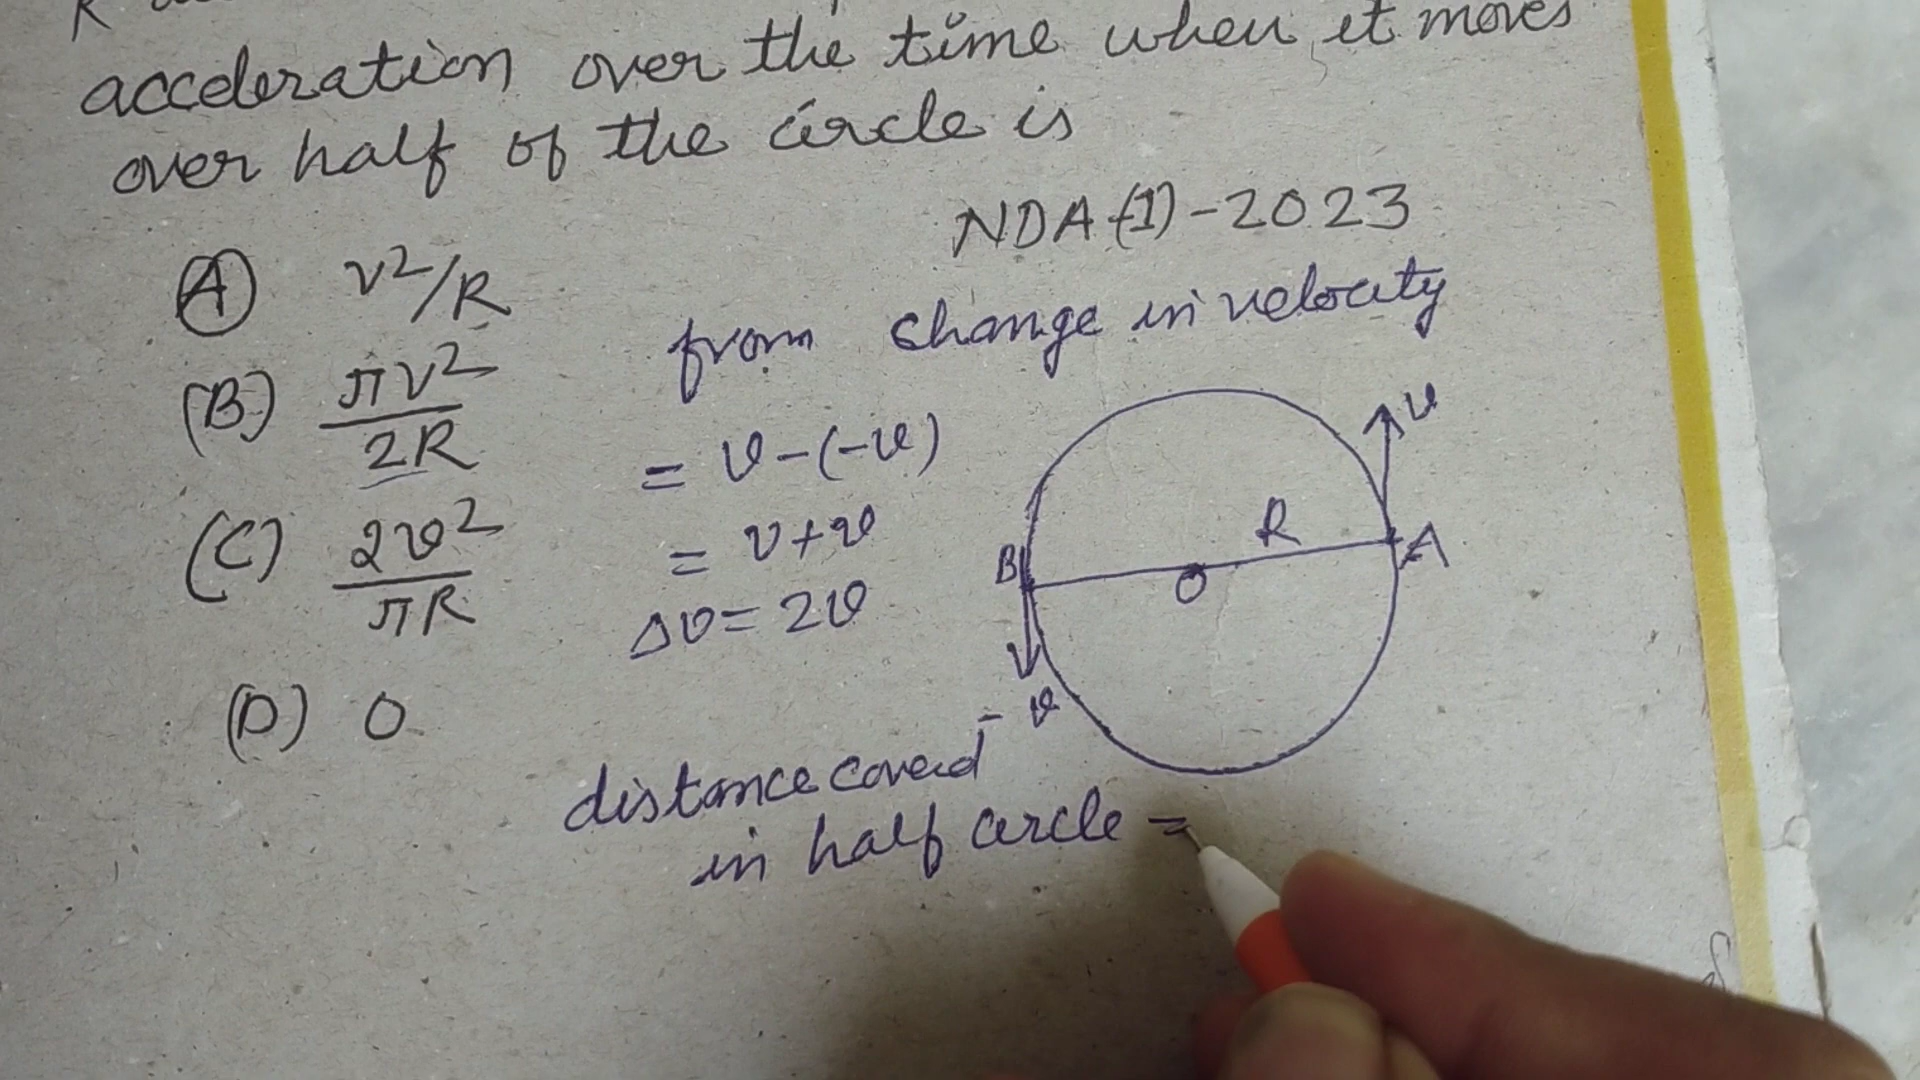 R
acceleration over the time when it moves
over half of the circle is
NDA (1) - 2023
(A) v²/R
(B) πv²/2R
(C) 2v²/πR
(D) 0
from change in velocity
= v-(-v)
= v+v
Δv = 2v
v
R
B
O
A
- v
distance coverd
in half circle =